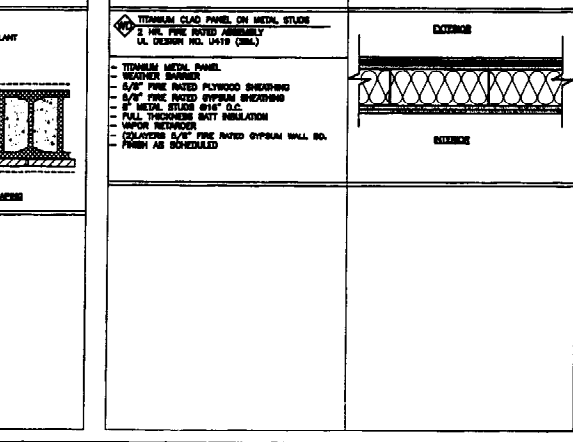 LANT
TITANIUM CLAD PANEL ON METAL STUDS
2 HR. FIRE RATED ASSEMBLY
UL DESIGN NO. U419 (SIM.)
EXTERIOR
- TITANIUM METAL PANEL
- WEATHER BARRIER
- 5/8" FIRE RATED PLYWOOD SHEATHING
- 5/8" FIRE RATED GYPSUM SHEATHING
- METAL STUDS @16" O.C.
- FULL THICKNESS BATT INSULATION
- VAPOR RETARDER
- (2)LAYERS 5/8" FIRE RATED GYPSUM WALL BD.
- FINISH AS SCHEDULED
INTERIOR